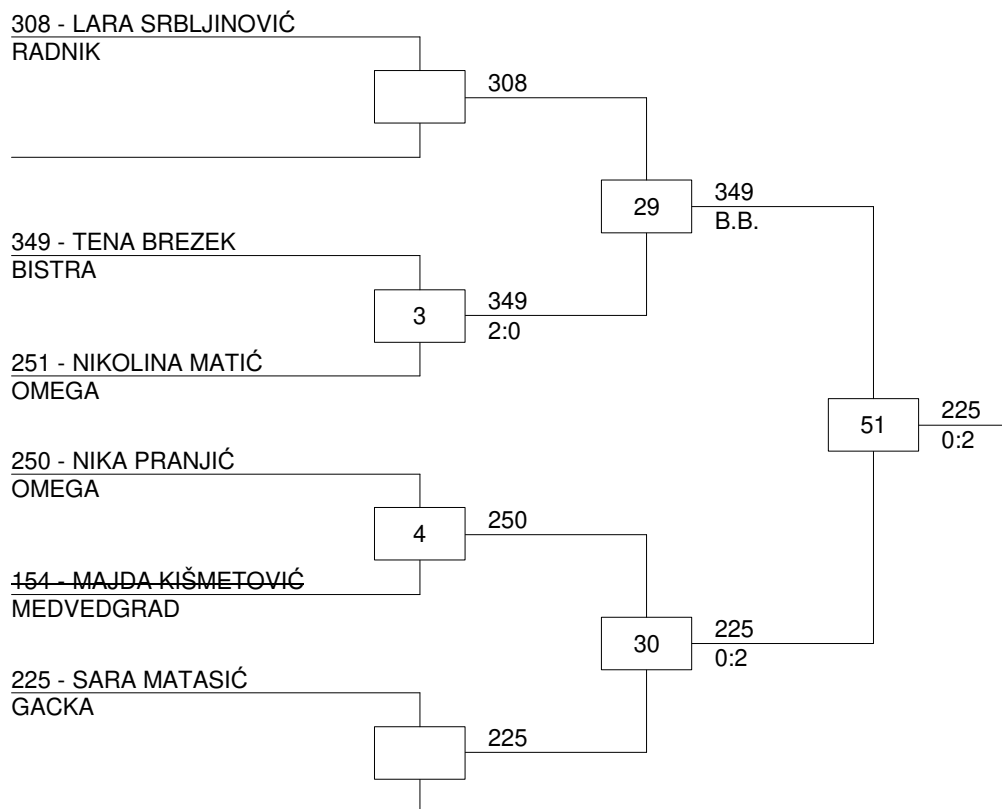 308 - LARA SRBLJINOVIĆ
RADNIK
308
29
349
B.B.
349 - TENA BREZEK
BISTRA
3
349
2:0
251 - NIKOLINA MATIĆ
OMEGA
51
225
0:2
250 - NIKA PRANJIĆ
OMEGA
4
250
154 - MAJDA KIŠMETOVIĆ
MEDVEDGRAD
30
225
0:2
225 - SARA MATASIĆ
GACKA
225